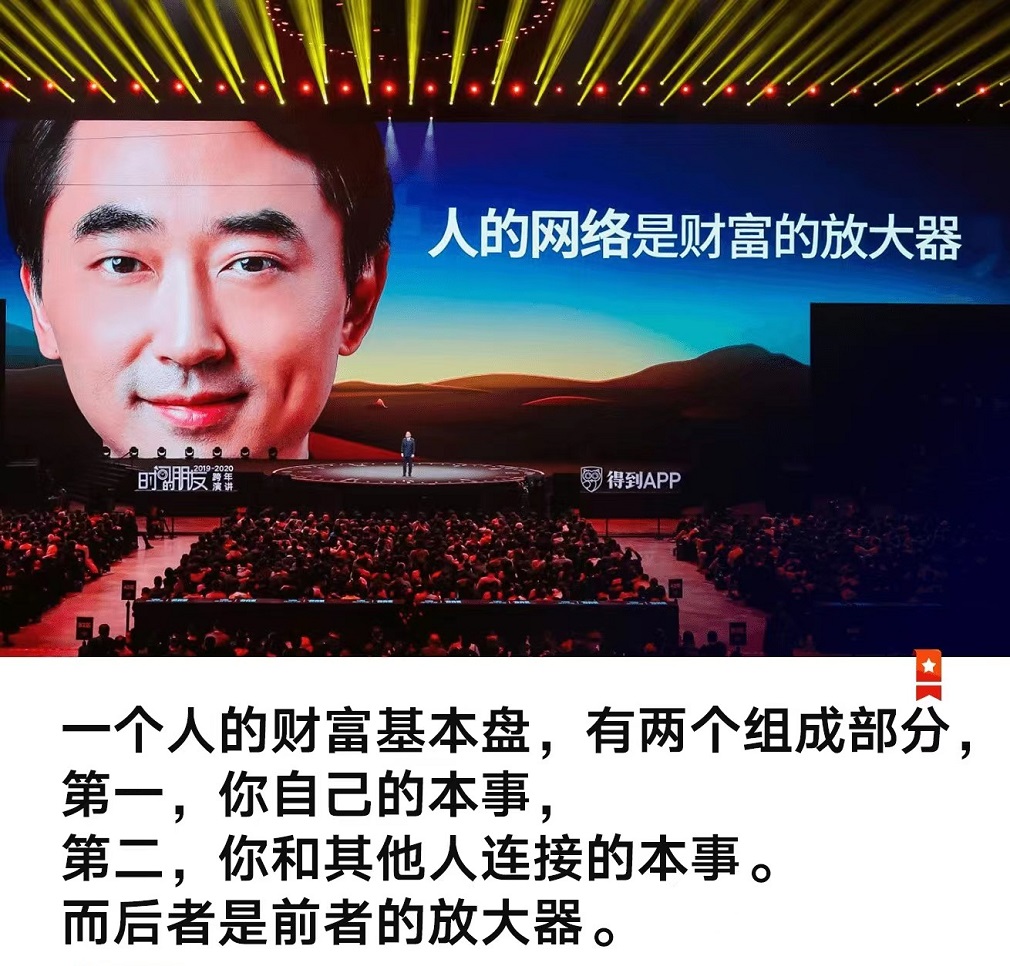 人的网络是财富的放大器
时间的朋友
2019-2020
跨年
演讲
得到APP
一个人的财富基本盘，有两个组成部分，
第一，你自己的本事，
第二，你和其他人连接的本事。
而后者是前者的放大器。